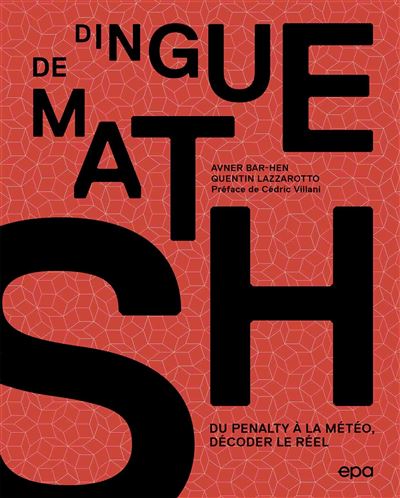 DINGUE
DE
MATHS
AVNER BAR-HEN
QUENTIN LAZZAROTTO
Préface de Cédric Villani
DU PENALTY À LA MÉTÉO,
DÉCODER LE RÉEL
epa